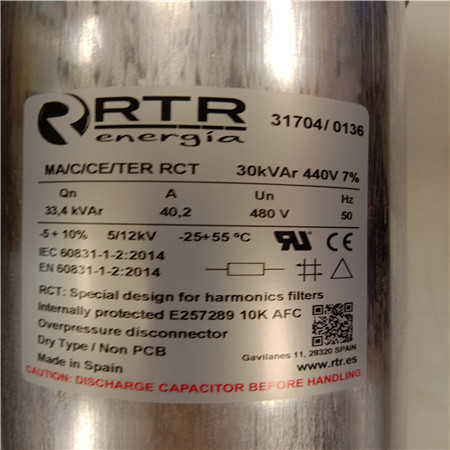 RTR
energía
31704/0136
MA/C/CE/TER RCT 30kVAr 440V 7%
Qn A Un Hz
33,4 kVAr 40,2 480 V 50
-5 + 10% 5/12kV -25+55 ºC
IEC 60831-1-2:2014
EN 60831-1-2:2014
RCT: Special design for harmonics filters
Internally protected E257289 10K AFC
Overpressure disconnector
Dry Type / Non PCB
Gavilanes 11, 28320 SPAIN
Made in Spain
www.rtr.es
CAUTION: DISCHARGE CAPACITOR BEFORE HANDLING